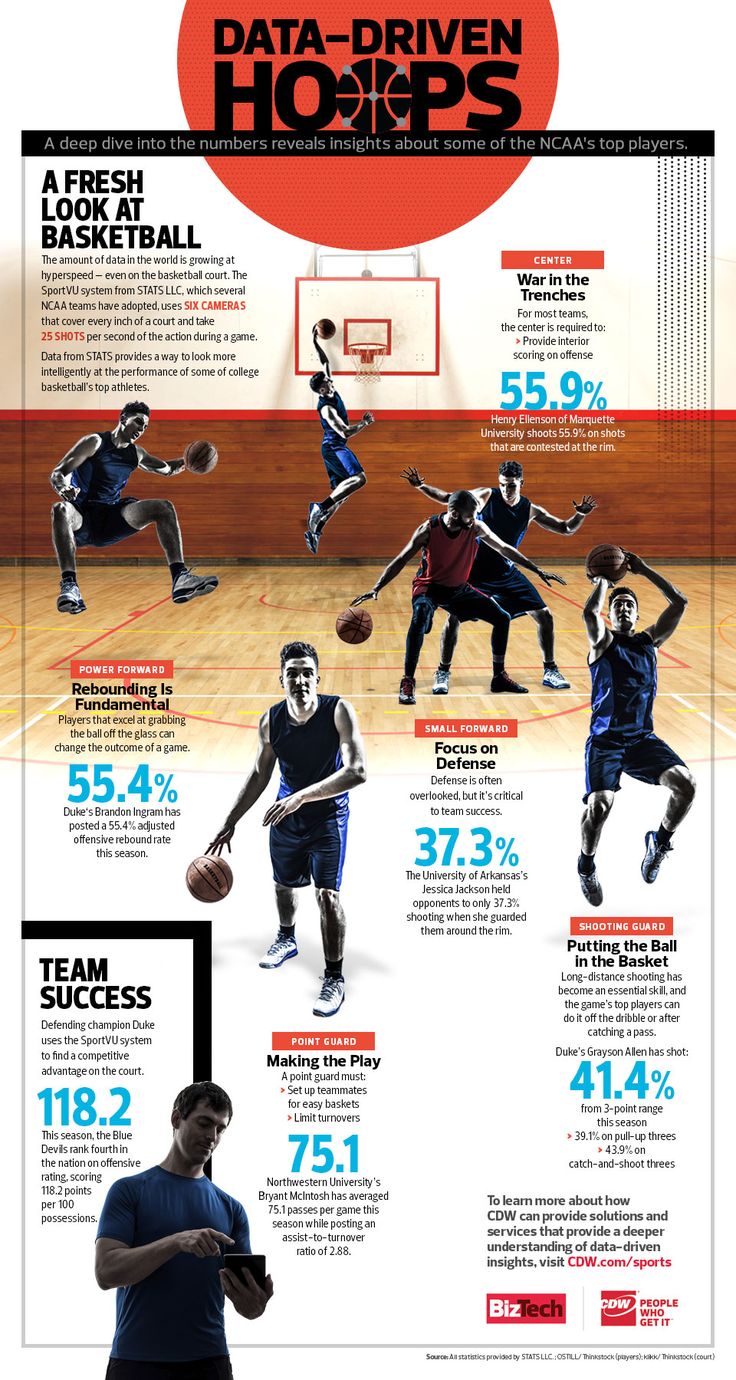 DATA–DRIVEN
HOOPS
A deep dive into the numbers reveals insights about some of the NCAA's top players.
A FRESH
LOOK AT
BASKETBALL
The amount of data in the world is growing at
hyperspeed — even on the basketball court. The
SportVU system from STATS LLC, which several
NCAA teams have adopted, uses SIX CAMERAS
that cover every inch of a court and take
25 SHOTS per second of the action during a game.
Data from STATS provides a way to look more
intelligently at the performance of some of college
basketball's top athletes.
CENTER
War in the
Trenches
For most teams,
the center is required to:
> Provide interior
scoring on offense
55.9%
Henry Ellenson of Marquette
University shoots 55.9% on shots
that are contested at the rim.
POWER FORWARD
Rebounding Is
Fundamental
Players that excel at grabbing
the ball off the glass can
change the outcome of a game.
55.4%
Duke's Brandon Ingram has
posted a 55.4% adjusted
offensive rebound rate
this season.
SMALL FORWARD
Focus on
Defense
Defense is often
overlooked, but it's critical
to team success.
37.3%
The University of Arkansas's
Jessica Jackson held
opponents to only 37.3%
shooting when she guarded
them around the rim.
SHOOTING GUARD
Putting the Ball
in the Basket
Long-distance shooting has
become an essential skill, and
the game's top players can
do it off the dribble or after
catching a pass.
Duke's Grayson Allen has shot:
41.4%
from 3-point range
this season
> 39.1% on pull-up threes
> 43.9% on
catch-and-shoot threes
TEAM
SUCCESS
Defending champion Duke
uses the SportVU system
to find a competitive
advantage on the court.
118.2
This season, the Blue
Devils rank fourth in
the nation on offensive
rating, scoring
118.2 points
per 100
possessions.
POINT GUARD
Making the Play
A point guard must:
> Set up teammates
for easy baskets
> Limit turnovers
75.1
Northwestern University's
Bryant McIntosh has averaged
75.1 passes per game this
season while posting an
assist-to-turnover
ratio of 2.88.
To learn more about how
CDW can provide solutions and
services that provide a deeper
understanding of data-driven
insights, visit CDW.com/sports
BizTech
CDW
PEOPLE
WHO
GET IT
Source: All statistics provided by STATS LLC.; OSTILL/ Thinkstock (players); klikk/ Thinkstock (court)